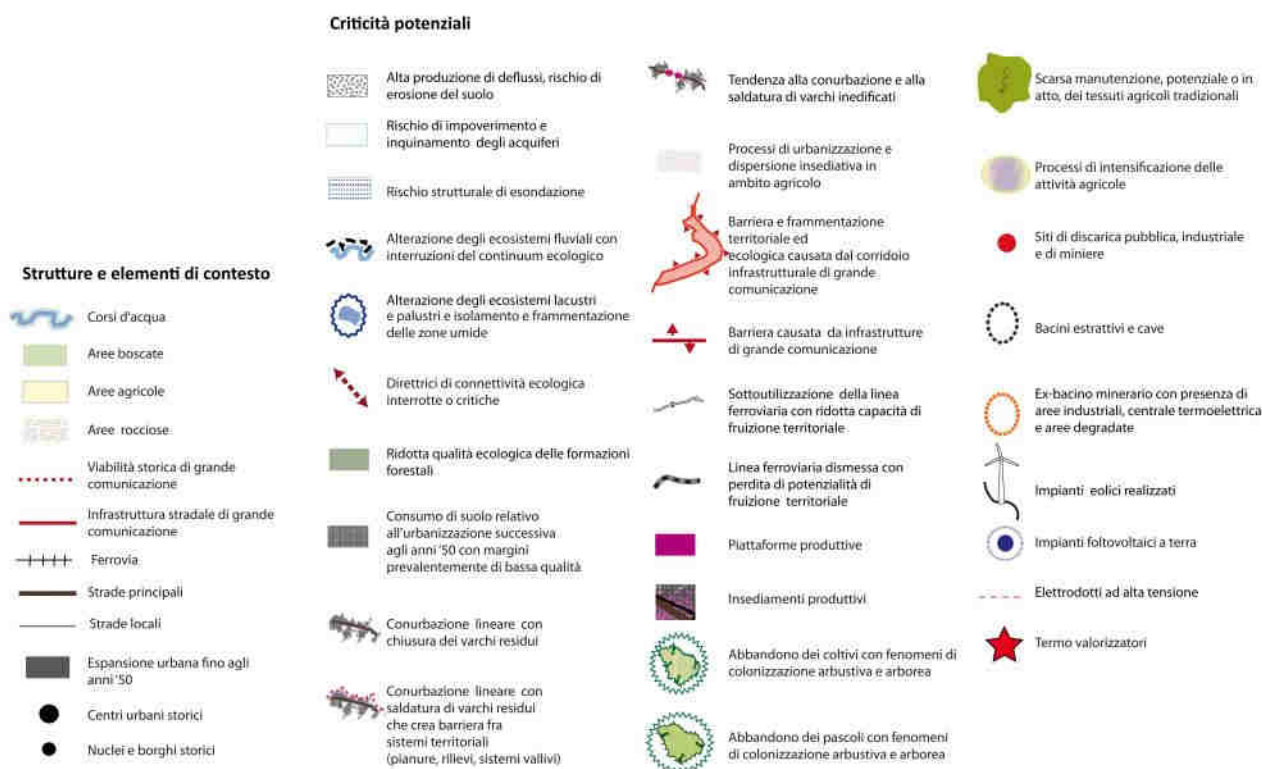 Criticità potenziali
Strutture e elementi di contesto
Corsi d'acqua
Aree boscate
Aree agricole
Aree rocciose
Viabilità storica di grande
comunicazione
Infrastruttura stradale di grande
comunicazione
Ferrovia
Strade principali
Strade locali
Espansione urbana fino agli
anni '50
Centri urbani storici
Nuclei e borghi storici
Alta produzione di deflussi, rischio di
erosione del suolo
Rischio di impoverimento e
inquinamento degli acquiferi
Rischio strutturale di esondazione
Alterazione degli ecosistemi fluviali con
interruzioni del continuum ecologico
Alterazione degli ecosistemi lacustri
e palustri e isolamento e frammentazione
delle zone umide
Direttrici di connettività ecologica
interrotte o critiche
Ridotta qualità ecologica delle formazioni
forestali
Consumo di suolo relativo
all'urbanizzazione successiva
agli anni '50 con margini
prevalentemente di bassa qualità
Conurbazione lineare con
chiusura dei varchi residui
Conurbazione lineare con
saldatura di varchi residui
che crea barriera fra
sistemi territoriali
(pianure, rilievi, sistemi vallivi)
Tendenza alla conurbazione e alla
saldatura di varchi inedificati
Processi di urbanizzazione e
dispersione insediativa in
ambito agricolo
Barriera e frammentazione
territoriale ed
ecologica causata dal corridoio
infrastrutturale di grande
comunicazione
Barriera causata da infrastrutture
di grande comunicazione
Sottoutilizzazione della linea
ferroviaria con ridotta capacità di
fruizione territoriale
Linea ferroviaria dismessa con
perdita di potenzialità di
fruizione territoriale
Piattaforme produttive
Insediamenti produttivi
Abbandono dei coltivi con fenomeni di
colonizzazione arbustiva e arborea
Abbandono dei pascoli con fenomeni
di colonizzazione arbustiva e arborea
Scarsa manutenzione, potenziale o in
atto, dei tessuti agricoli tradizionali
Processi di intensificazione delle
attività agricole
Siti di discarica pubblica, industriale
e di miniere
Bacini estrattivi e cave
Ex-bacino minerario con presenza di
aree industriali, centrale termoelettrica
e aree degradate
Impianti eolici realizzati
Impianti fotovoltaici a terra
Elettrodotti ad alta tensione
Termo valorizzatori